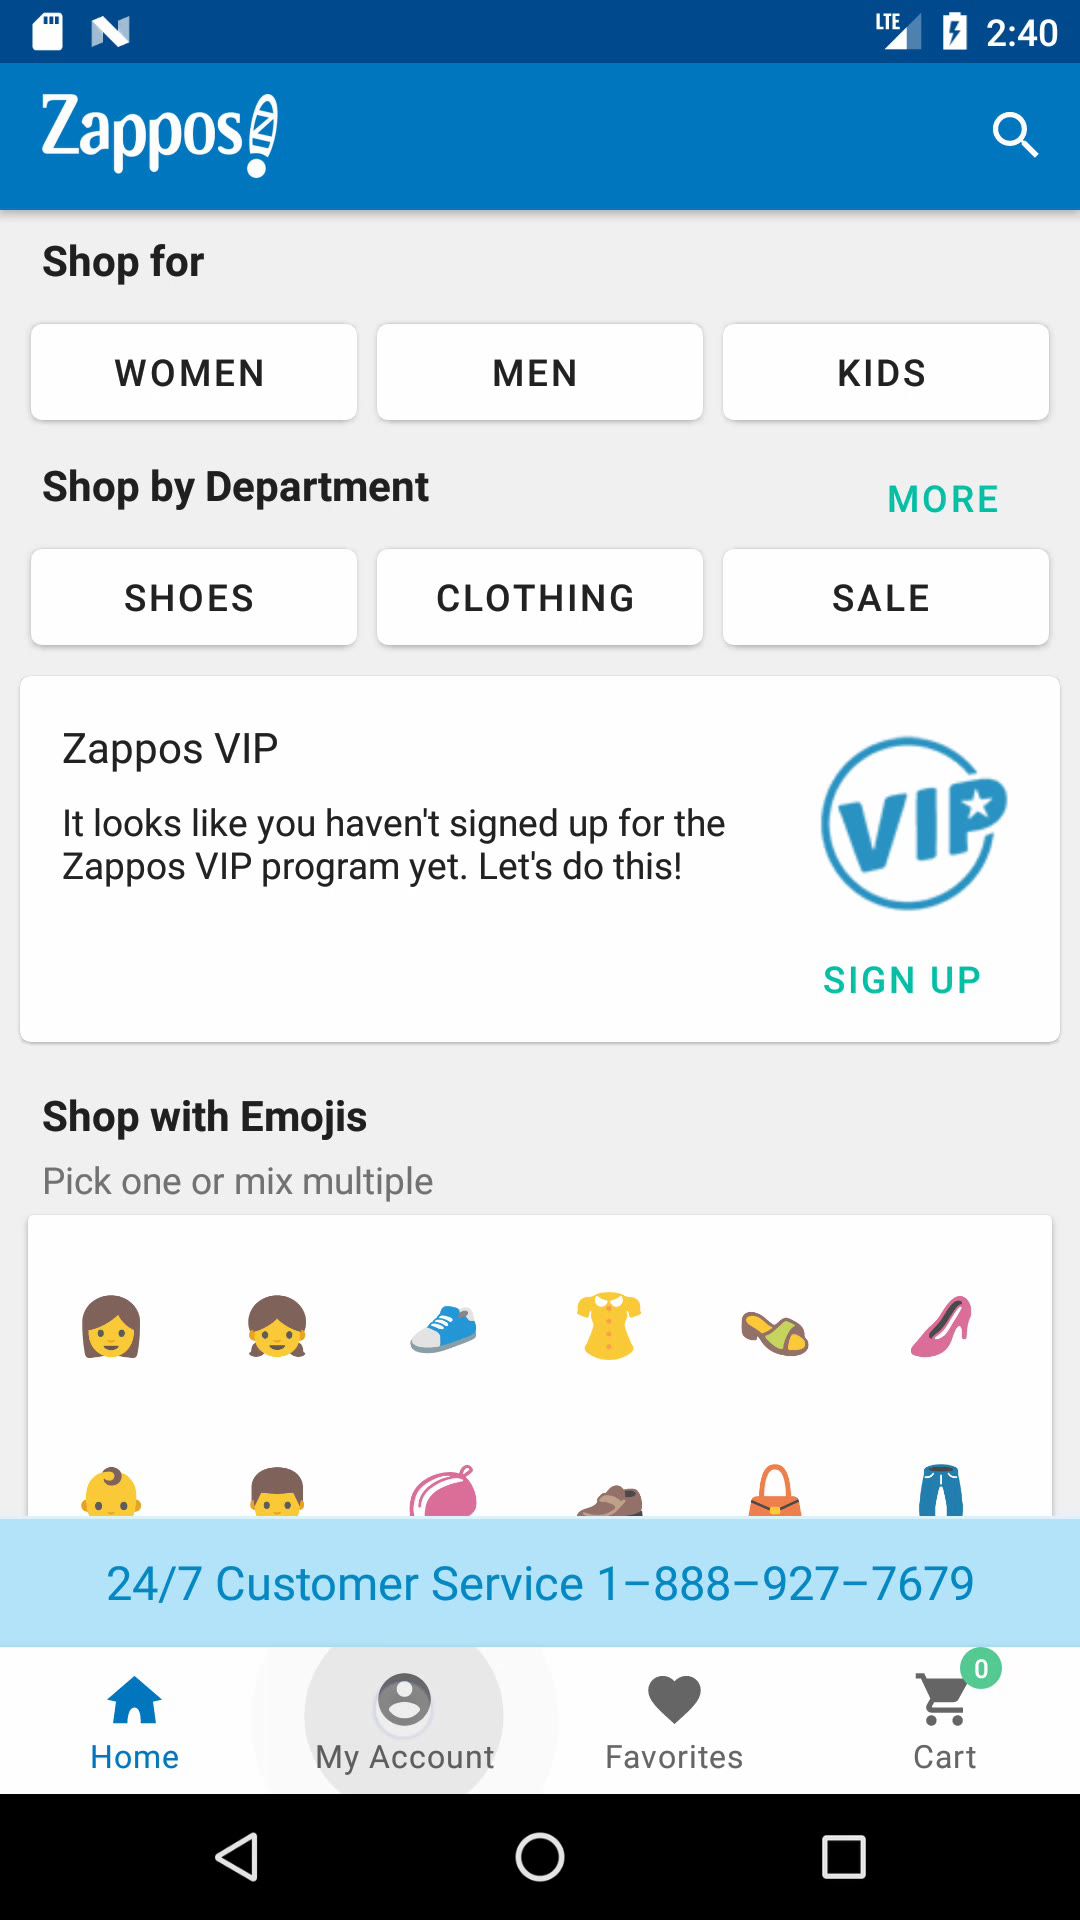 LTE 2:40
Zappos
Shop for
WOMEN MEN KIDS
Shop by Department MORE
SHOES CLOTHING SALE
Zappos VIP
It looks like you haven't signed up for the
Zappos VIP program yet. Let's do this!
VIP
SIGN UP
Shop with Emojis
Pick one or mix multiple
24/7 Customer Service 1-888-927-7679
0
Home My Account Favorites Cart